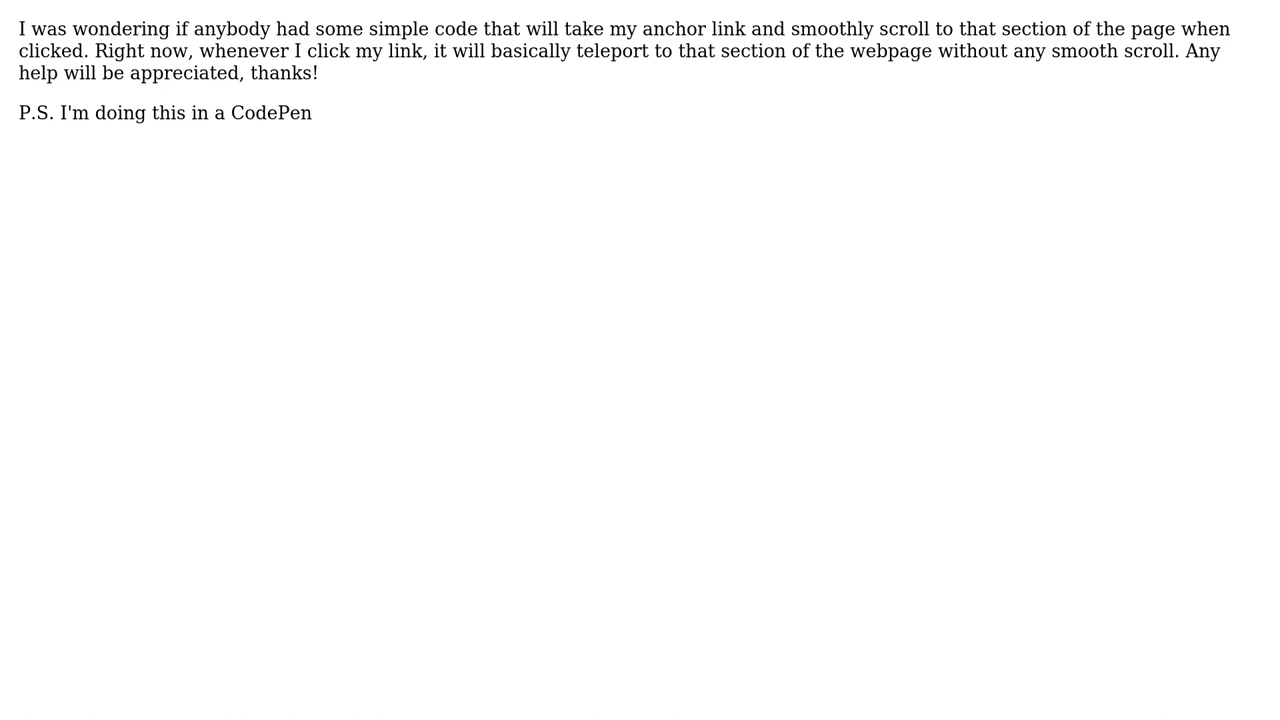 I was wondering if anybody had some simple code that will take my anchor link and smoothly scroll to that section of the page when
clicked. Right now, whenever I click my link, it will basically teleport to that section of the webpage without any smooth scroll. Any
help will be appreciated, thanks!
P.S. I'm doing this in a CodePen